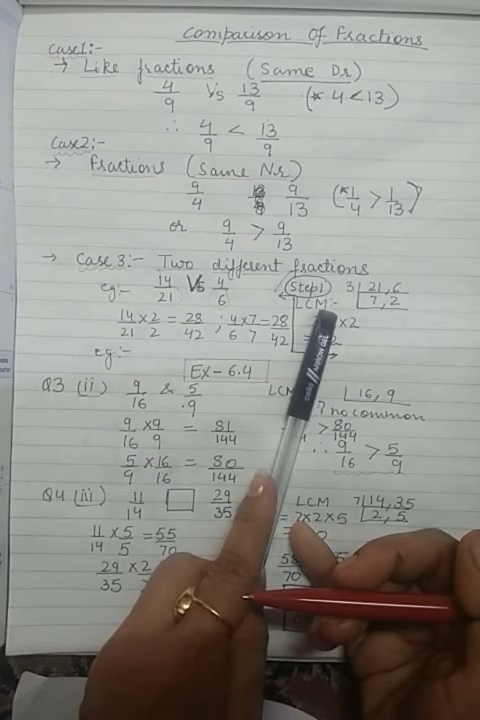 Comparison Of Fractions
Case1:-
→ Like fractions (Same Dr)
4/9 Vs 13/9 (* 4 < 13)
∴ 4/9 < 13/9
Case2:-
→ fractions (Same Nr)
9/4 9/13 (* 1/4 > 1/13)
or 9/4 > 9/13
→ Case 3:- Two different fractions
eg:- 14/21 Vs 4/6 Step1 3 | 21, 6
LCM:- 7, 2
14/21 × 2/2 = 28/42 ; 4/6 × 7/7 = 28/42 × 2
eg:-
Ex - 6.4
Q3 (ii) 9/16 & 5/9 LC 16, 9
no common
9/16 × 9/9 = 81/144 > 80/144
5/9 × 16/16 = 80/144 ∴ 9/16 > 5/9
Q4 (iii) 11/14 □ 29/35 LCM 7 | 14, 35
= 7×2×5 2, 5
11/14 × 5/5 = 55/70
29/35 × 2